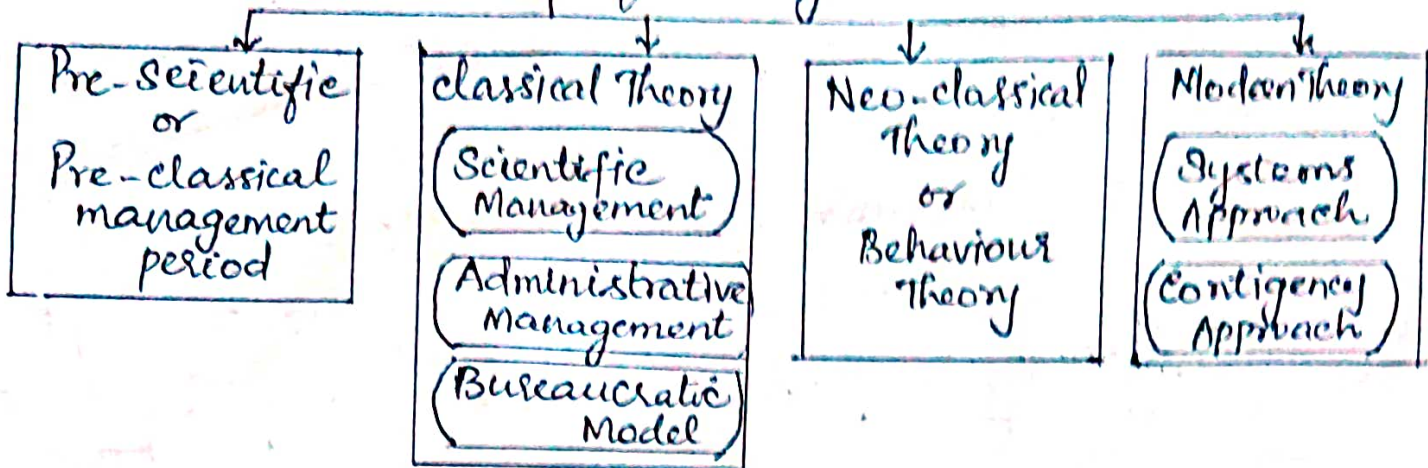 Pre-Scientific
or
Pre-classical
management
period
classical Theory
Scientific
Management
Administrative
Management
Bureaucratic
Model
Neo-classical
Theory
or
Behaviour
Theory
Modern Theory
Systems
Approach
Contigency
Approach